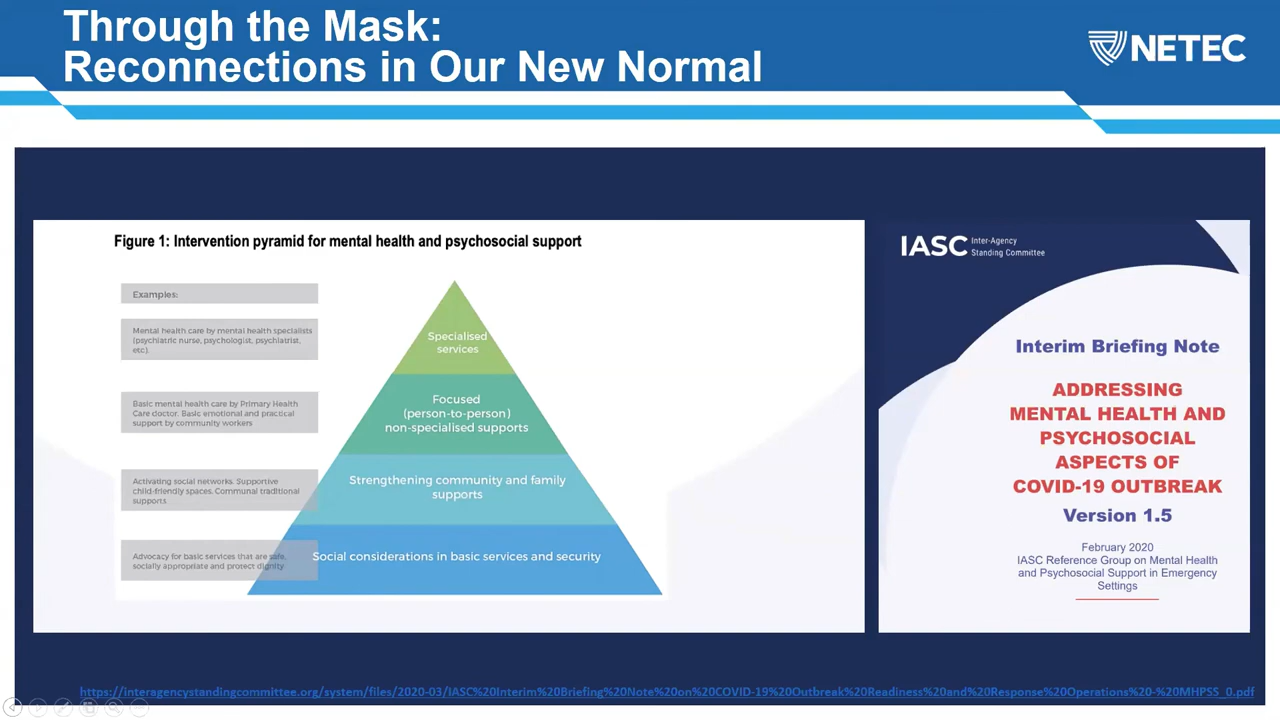 Through the Mask:
Reconnections in Our New Normal
NETEC
Figure 1: Intervention pyramid for mental health and psychosocial support
Examples:
Mental health care by mental health specialists
(psychiatric nurse, psychologist, psychiatrist,
etc).
Specialised
services
Basic mental health care by Primary Health
Care doctor. Basic emotional and practical
support by community workers
Focused
(person-to-person)
non-specialised supports
Activating social networks. Supportive
child-friendly spaces. Communal traditional
supports
Strengthening community and family
supports
Advocacy for basic services that are safe,
socially appropriate and protect dignity
Social considerations in basic services and security
IASC Inter-Agency
Standing Committee
Interim Briefing Note
ADDRESSING
MENTAL HEALTH AND
PSYCHOSOCIAL
ASPECTS OF
COVID-19 OUTBREAK
Version 1.5
February 2020
IASC Reference Group on Mental Health
and Psychosocial Support in Emergency
Settings
https://interagencystandingcommittee.org/system/files/2020-03/IASC%20Interim%20Briefing%20Note%20on%20COVID-19%20Outbreak%20Readiness%20and%20Response%20Operations%20-%20MHPSS_0.pdf